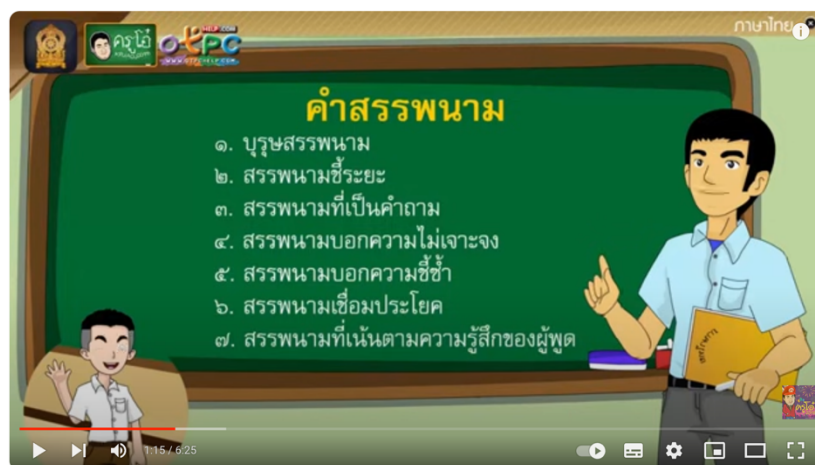 ภาษาไทย
ครูโอ๋
คำสรรพนาม
๑. บุรุษสรรพนาม
๒. สรรพนามชี้ระยะ
๓. สรรพนามที่เป็นคำถาม
๔. สรรพนามบอกความไม่เจาะจง
๕. สรรพนามบอกความชี้ซ้ำ
๖. สรรพนามเชื่อมประโยค
๗. สรรพนามที่เน้นตามความรู้สึกของผู้พูด
1:15 / 6:25